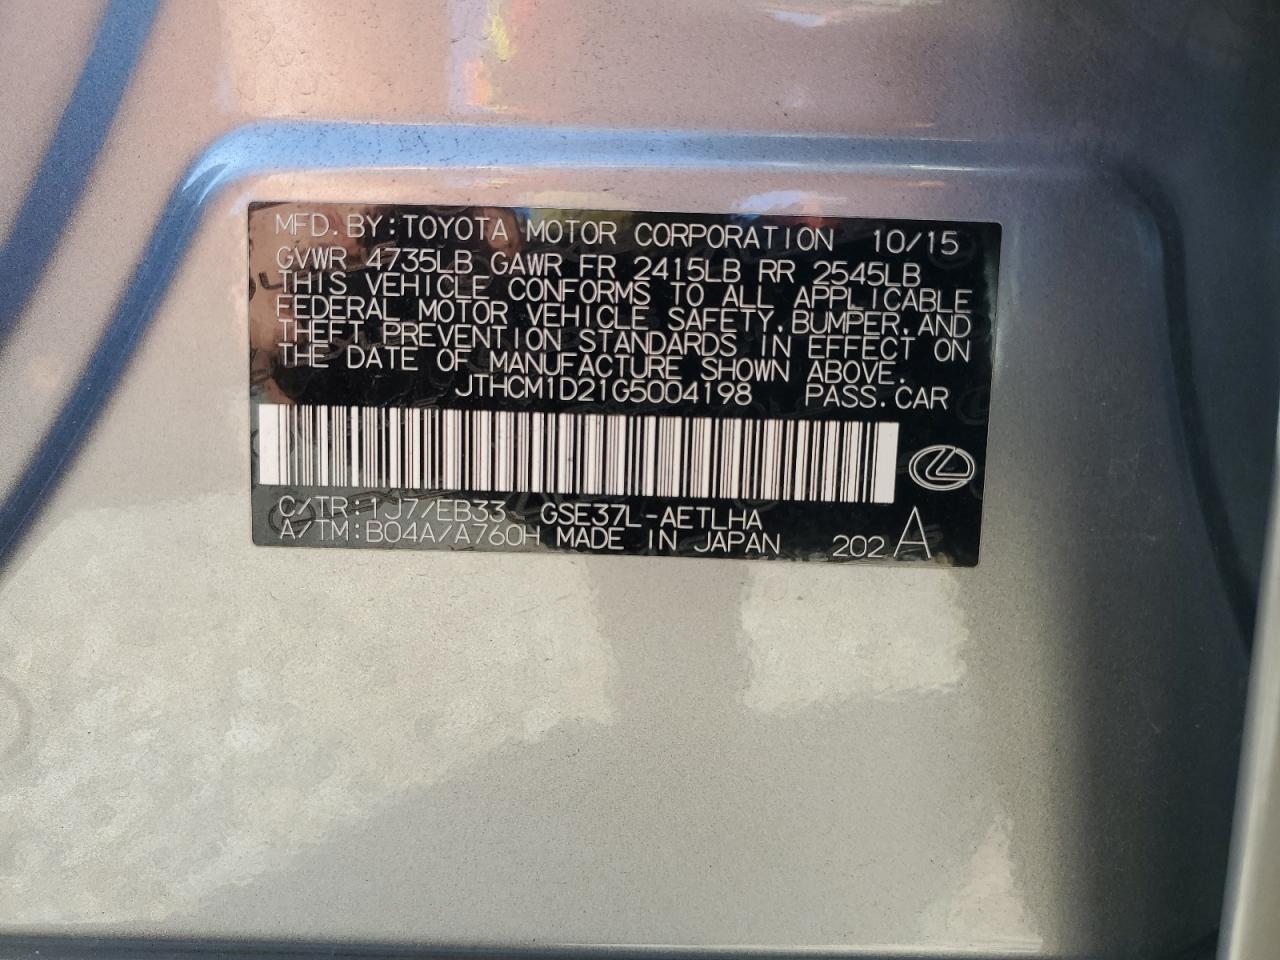 MFD. BY: TOYOTA MOTOR CORPORATION 10/15
GVWR 4735LB GAWR FR 2415LB RR 2545LB
THIS VEHICLE CONFORMS TO ALL APPLICABLE
FEDERAL MOTOR VEHICLE SAFETY, BUMPER, AND
THEFT PREVENTION STANDARDS IN EFFECT ON
THE DATE OF MANUFACTURE SHOWN ABOVE.
JTHCM1D21G5004198 PASS. CAR
C/TR: 1J7/EB33 GSE37L-AETLHA
A/TM: B04A/A760H MADE IN JAPAN 202 A